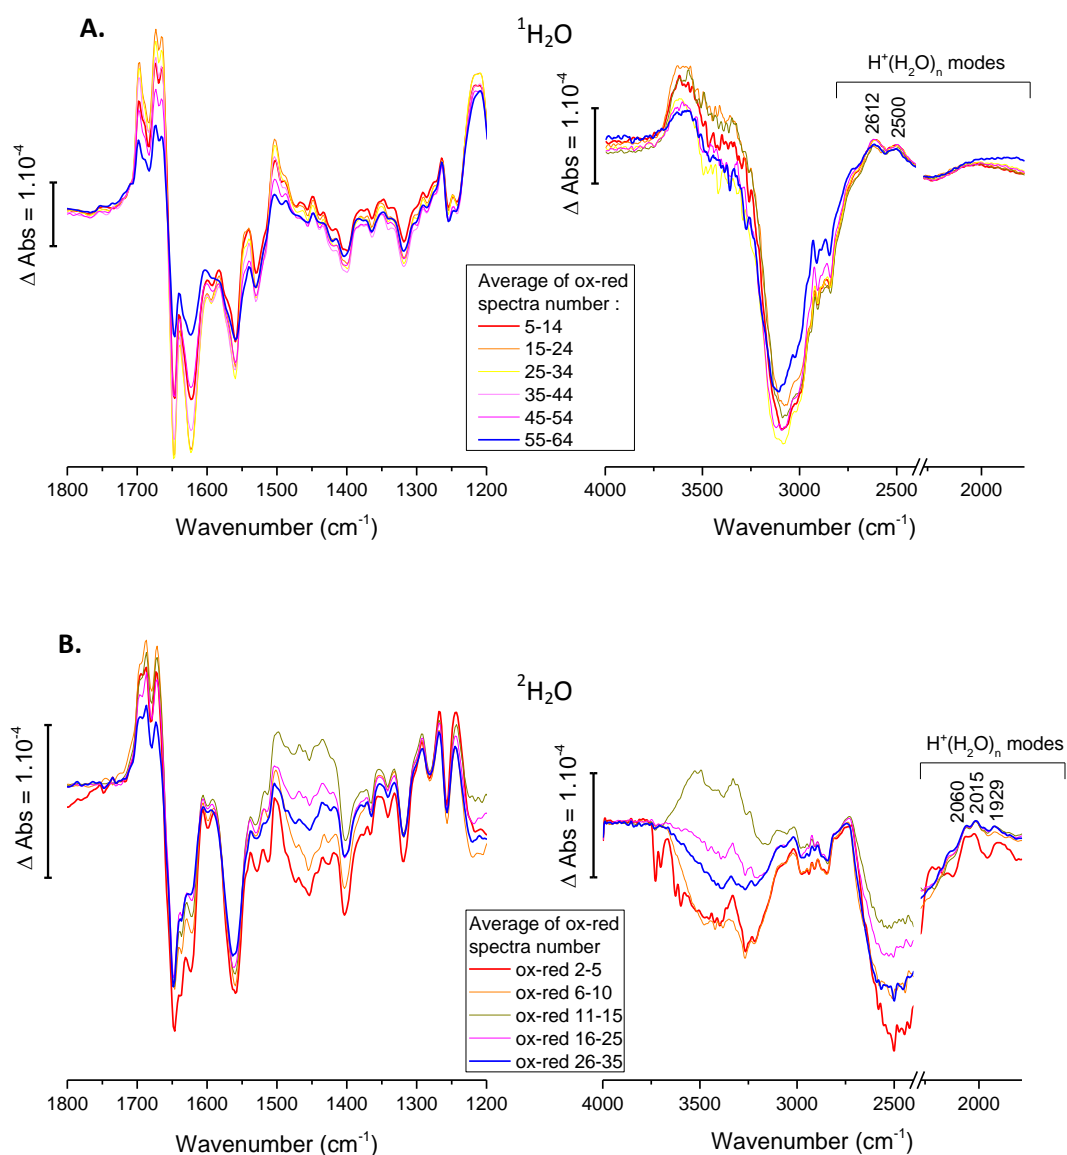 A.
¹H₂O
H⁺(H₂O)ₙ modes
2612
2500
Δ Abs = 1.10⁻⁴
Δ Abs = 1.10⁻⁴
Average of ox-red
spectra number :
5-14
15-24
25-34
35-44
45-54
55-64
1800 1700 1600 1500 1400 1300 1200
Wavenumber (cm⁻¹)
4000 3500 3000 2500 2000
Wavenumber (cm⁻¹)
B.
²H₂O
H⁺(H₂O)ₙ modes
2060
2015
1929
Δ Abs = 1.10⁻⁴
Δ Abs = 1.10⁻⁴
Average of ox-red
spectra number
ox-red 2-5
ox-red 6-10
ox-red 11-15
ox-red 16-25
ox-red 26-35
1800 1700 1600 1500 1400 1300 1200
Wavenumber (cm⁻¹)
4000 3500 3000 2500 2000
Wavenumber (cm⁻¹)